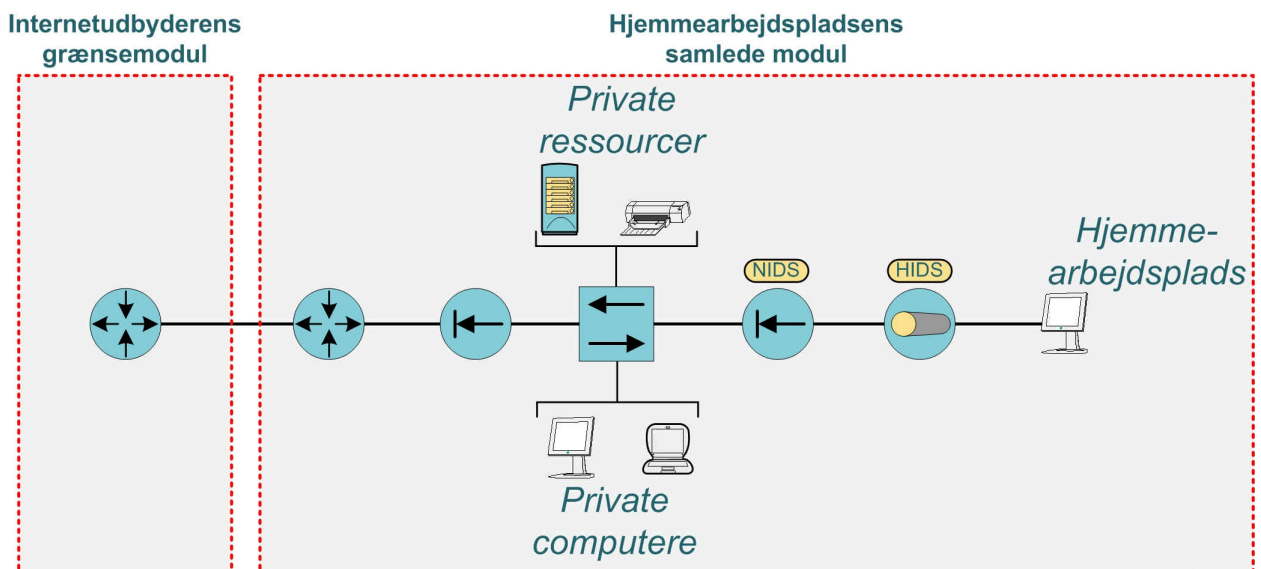 Internetudbyderens
grænsemodul
Hjemmearbejdspladsens
samlede modul
Private
ressourcer
NIDS
HIDS
Hjemme-
arbejdsplads
Private
computere